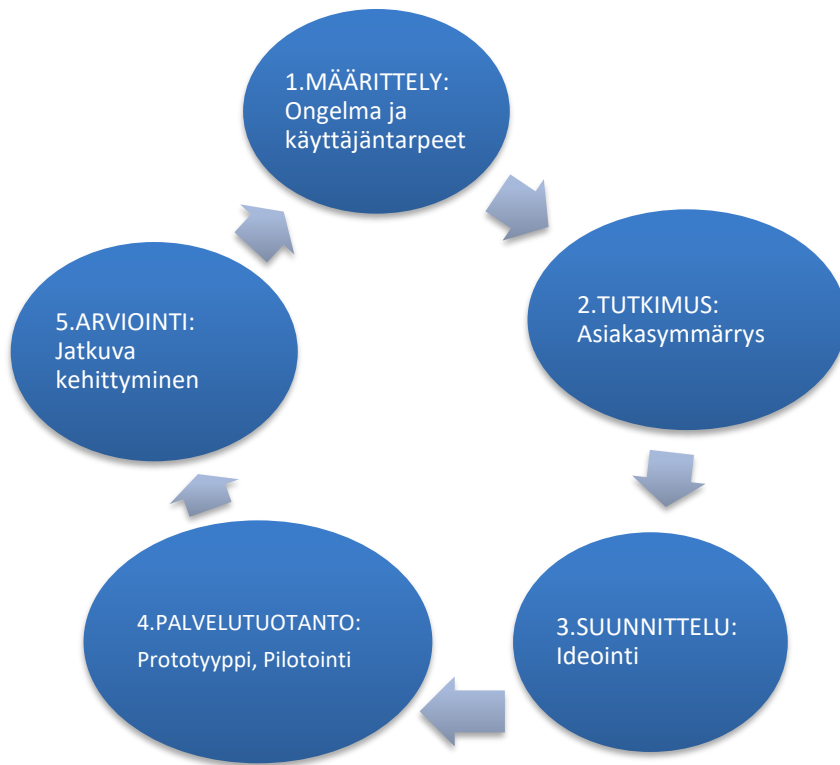 1.MÄÄRITTELY:
Ongelma ja
käyttäjäntarpeet
2.TUTKIMUS:
Asiakasymmärrys
3.SUUNNITTELU:
Ideointi
4.PALVELUTUOTANTO:
Prototyyppi, Pilotointi
5.ARVIOINTI:
Jatkuva
kehittyminen